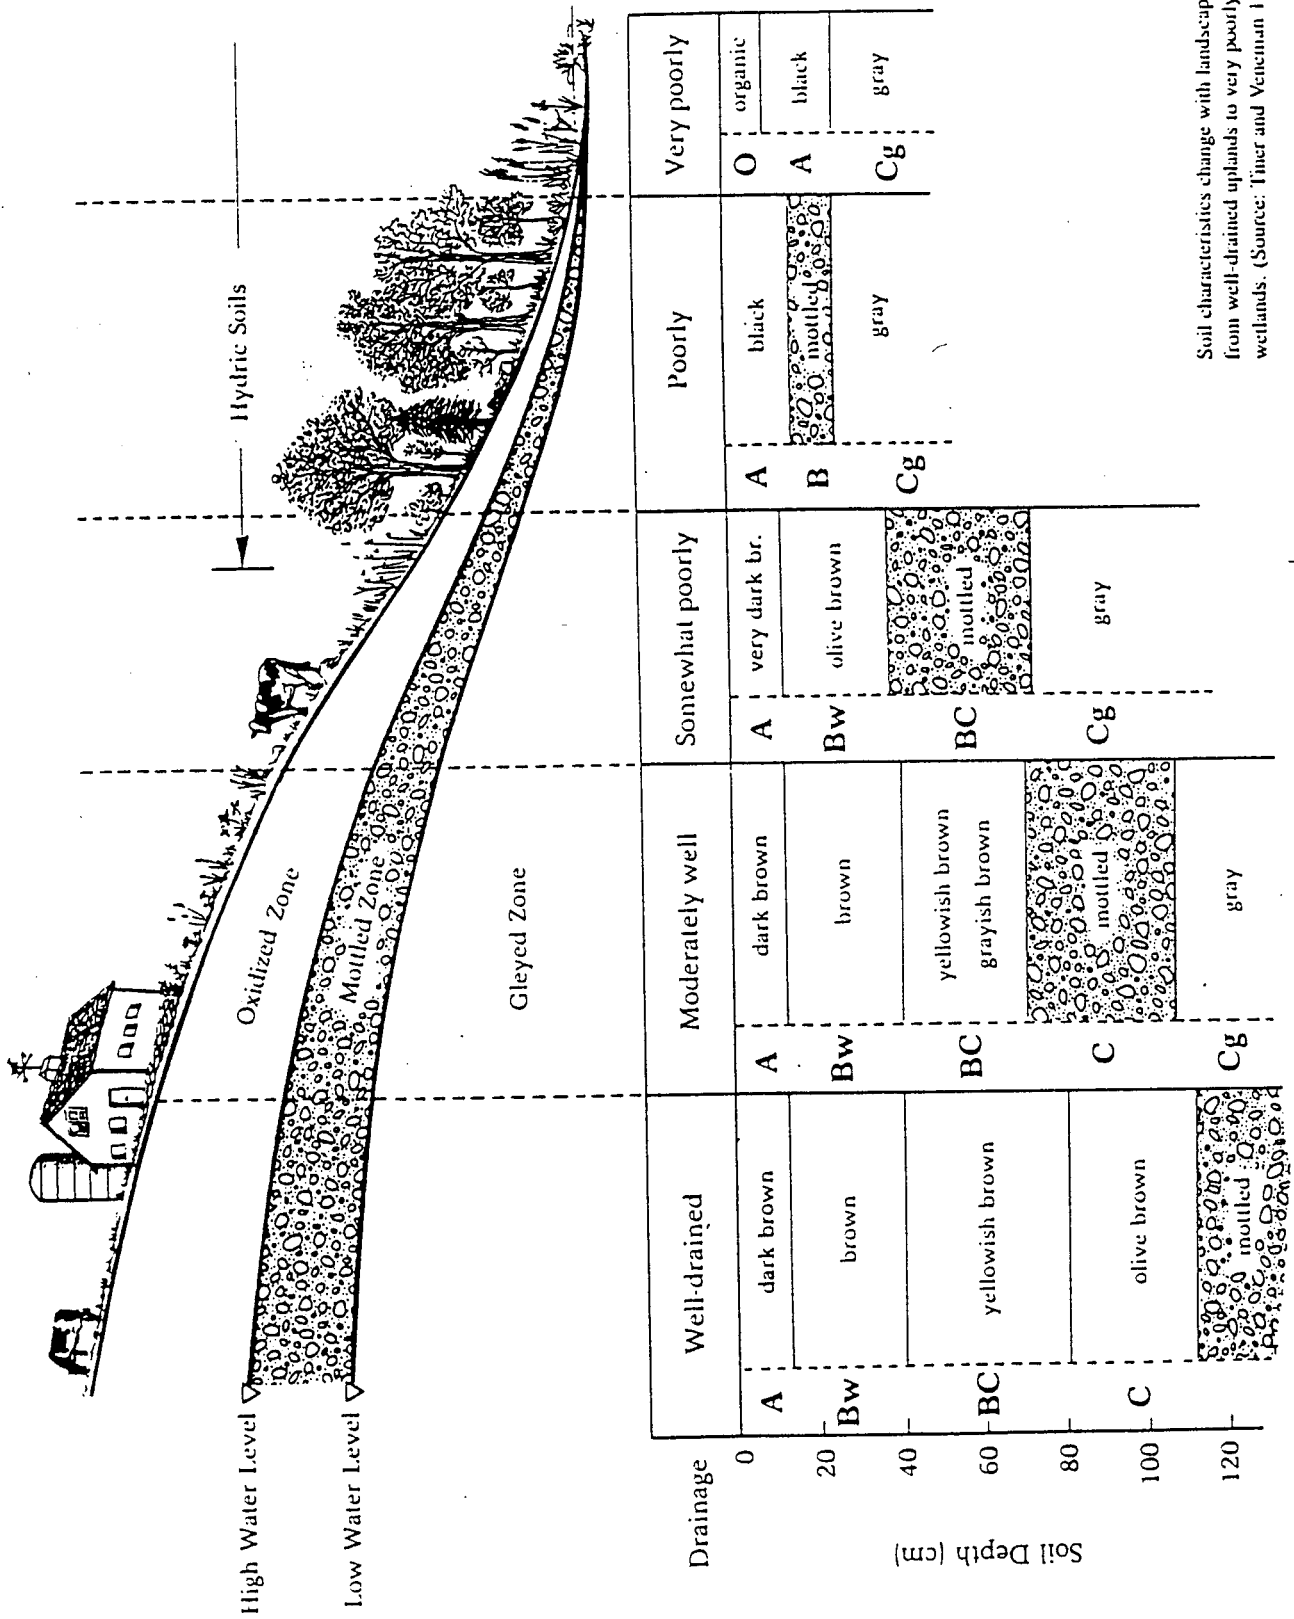 Hydric Soils
Oxidized Zone
Mottled Zone
Gleyed Zone
High Water Level
Low Water Level
Drainage
Well-drained
Moderately well
Somewhat poorly
Poorly
Very poorly
Soil Depth (cm)
0
20
40
60
80
100
120
A
dark brown
Bw
brown
BC
yellowish brown
C
olive brown
mottled
A
dark brown
Bw
brown
BC
yellowish brown
grayish brown
C
mottled
Cg
gray
A
very dark br.
Bw
olive brown
BC
mottled
Cg
gray
A
black
B
mottled
Cg
gray
O
organic
A
black
Cg
gray
Soil characteristics change with
from well-drained uplands to very poorly
wetlands. (Source: Tiner and Veneman